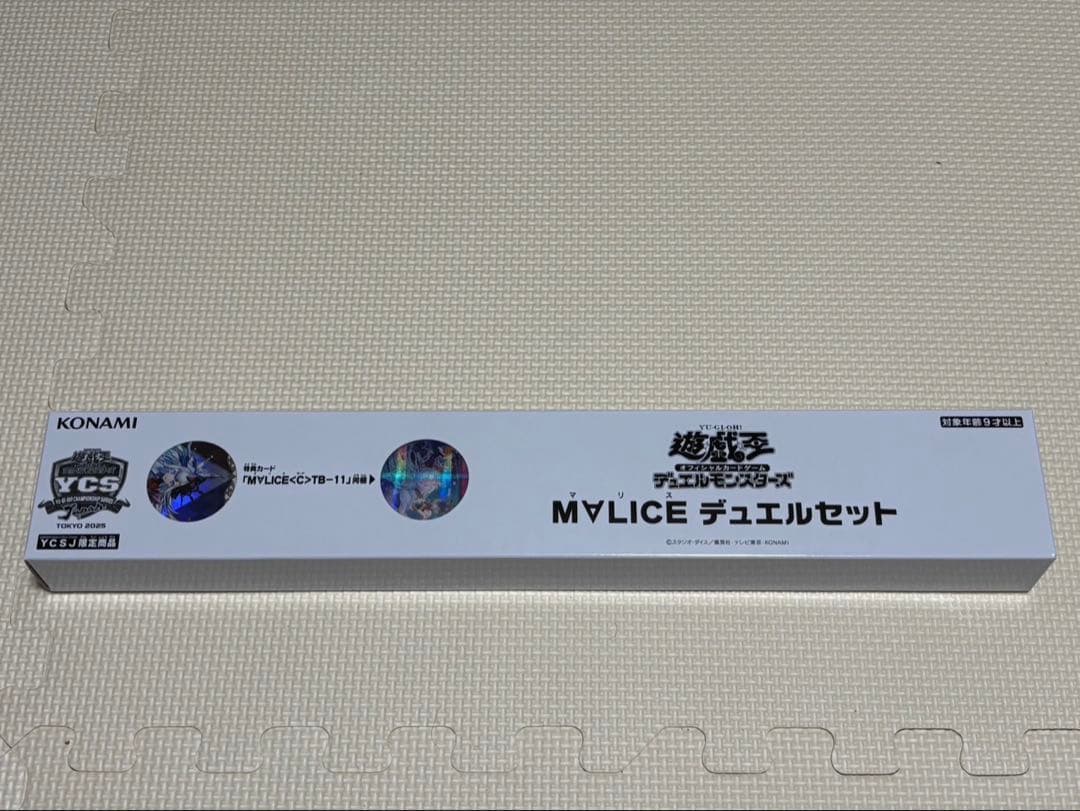 KONAMI
YCS
TOKYO 2025
YCSJ限定商品
特典カード
「M∀LICE<C>TB-11」同梱▶
YU-GI-OH!
遊戯王
オフィシャルカードゲーム
デュエルモンスターズ
マリス
M∀LICE デュエルセット
©スタジオ・ダイス/集英社・テレビ東京・KONAMI
対象年齢9才以上